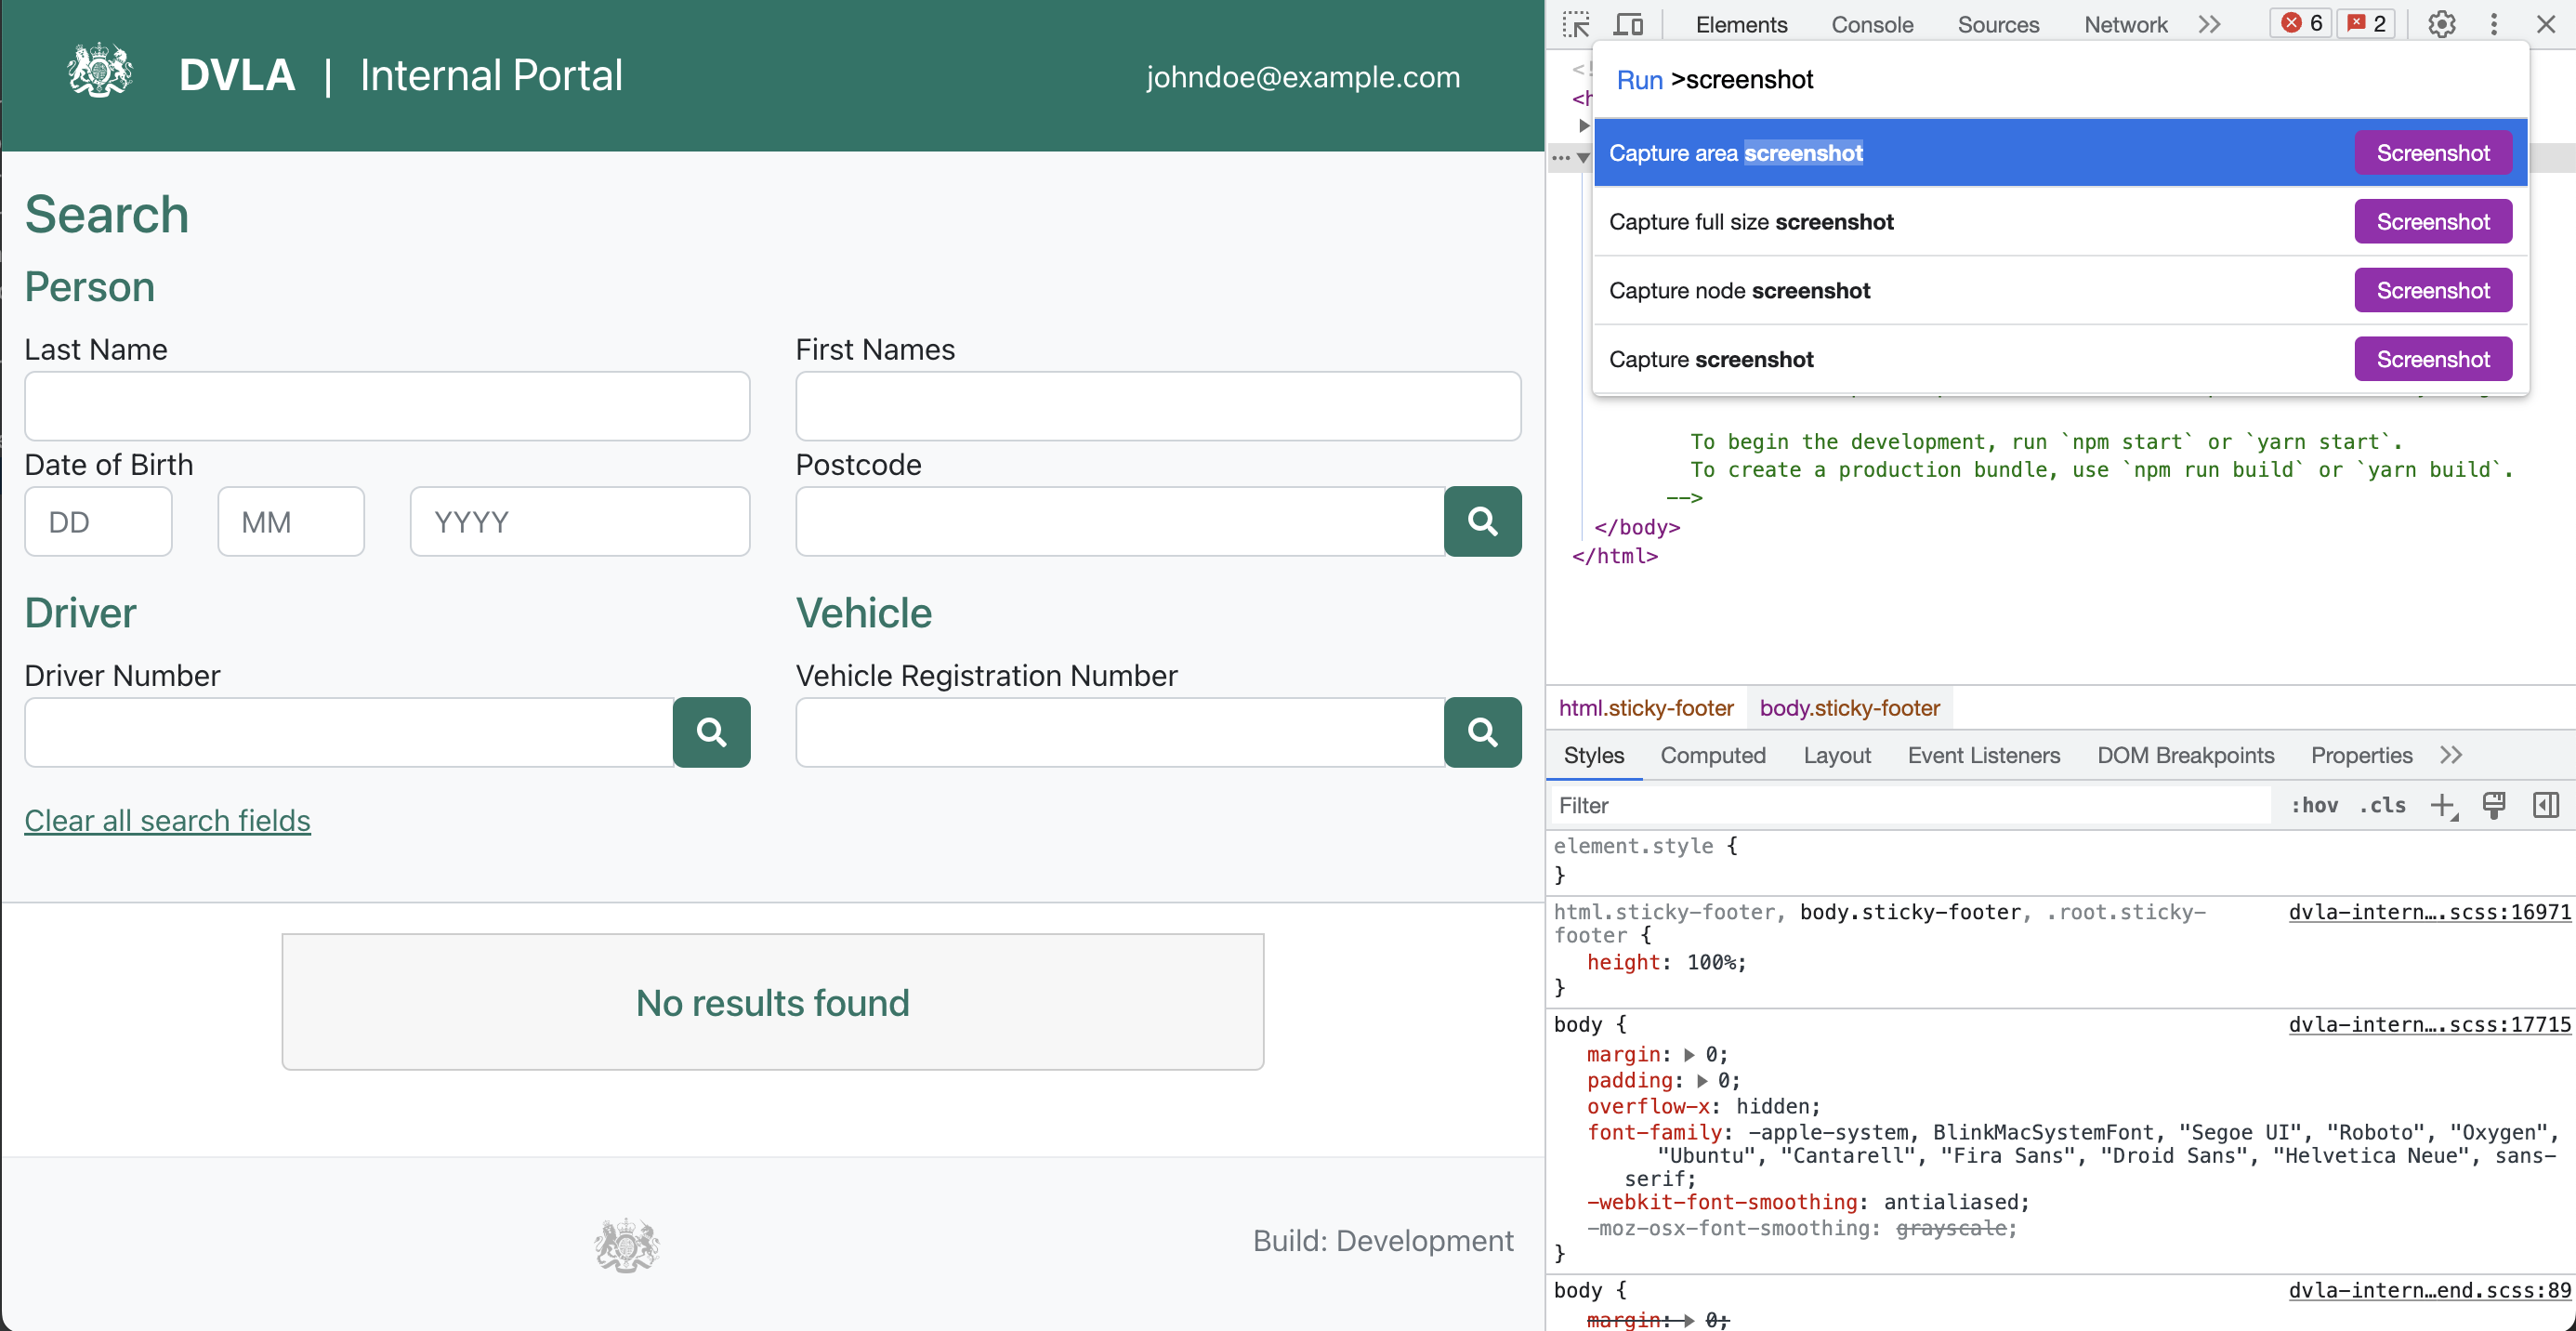 DVLA | Internal Portal
johndoe@example.com
Search
Person
Last Name
First Names
Date of Birth
Postcode
DD
MM
YYYY
Driver
Vehicle
Driver Number
Vehicle Registration Number
Clear all search fields
No results found
Build: Development
Elements
Console
Sources
Network
6
2
Run >screenshot
Capture area screenshot
Screenshot
Capture full size screenshot
Screenshot
Capture node screenshot
Screenshot
Capture screenshot
Screenshot
To begin the development, run `npm start` or `yarn start`.
To create a production bundle, use `npm run build` or `yarn build`.
-->
</body>
</html>
html.sticky-footer
body.sticky-footer
Styles
Computed
Layout
Event Listeners
DOM Breakpoints
Properties
Filter
:hov
.cls
element.style {
}
html.sticky-footer, body.sticky-footer, .root.sticky-
footer {
dvla-intern….scss:16971
height: 100%;
}
body {
dvla-intern….scss:17715
margin: 0;
padding: 0;
overflow-x: hidden;
font-family: -apple-system, BlinkMacSystemFont, "Segoe UI", "Roboto", "Oxygen",
"Ubuntu", "Cantarell", "Fira Sans", "Droid Sans", "Helvetica Neue", sans-
serif;
-webkit-font-smoothing: antialiased;
-moz-osx-font-smoothing: grayscale;
}
body {
dvla-intern…end.scss:89
margin: 0;